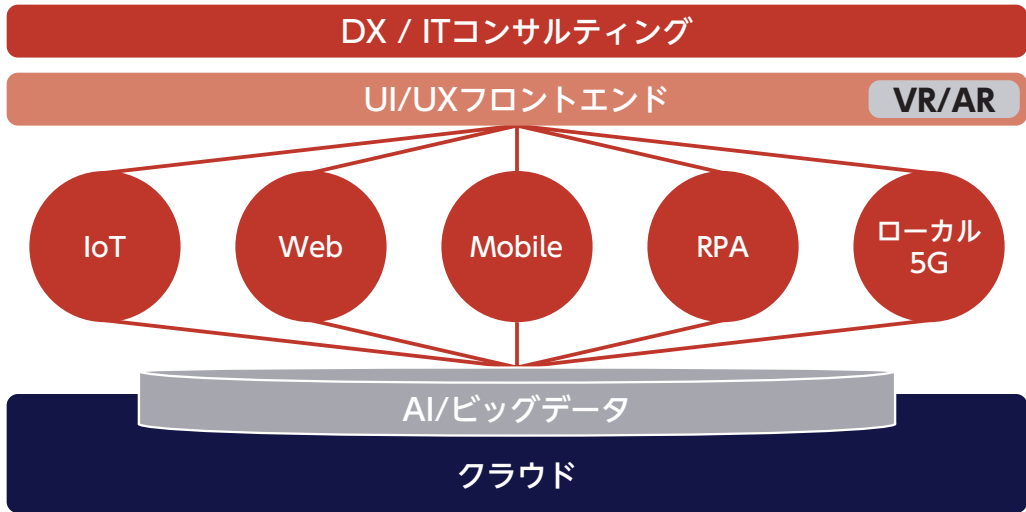 DX / ITコンサルティング
UI/UXフロントエンド
VR/AR
IoT
Web
Mobile
RPA
ローカル
5G
AI/ビッグデータ
クラウド